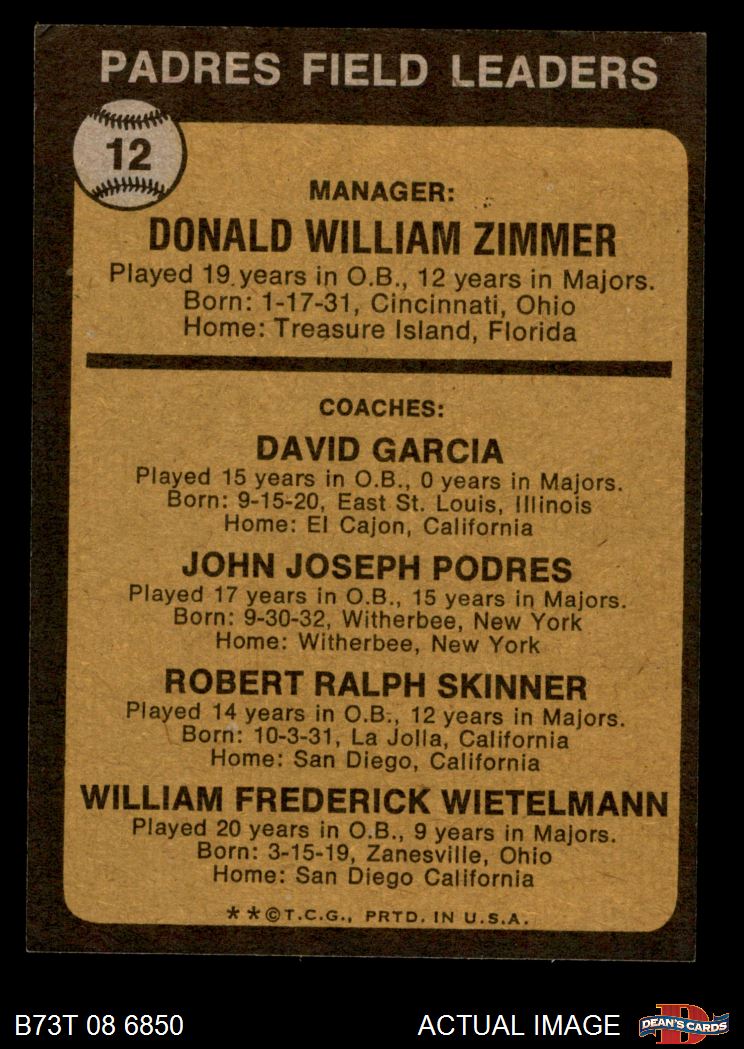 PADRES FIELD LEADERS
12
MANAGER:
DONALD WILLIAM ZIMMER
Played 19 years in O.B., 12 years in Majors.
Born: 1-17-31, Cincinnati, Ohio
Home: Treasure Island, Florida
COACHES:
DAVID GARCIA
Played 15 years in O.B., 0 years in Majors.
Born: 9-15-20, East St. Louis, Illinois
Home: El Cajon, California
JOHN JOSEPH PODRES
Played 17 years in O.B., 15 years in Majors.
Born: 9-30-32, Witherbee, New York
Home: Witherbee, New York
ROBERT RALPH SKINNER
Played 14 years in O.B., 12 years in Majors.
Born: 10-3-31, La Jolla, California
Home: San Diego, California
WILLIAM FREDERICK WIETELMANN
Played 20 years in O.B., 9 years in Majors.
Born: 3-15-19, Zanesville, Ohio
Home: San Diego California
**©T.C.G., PRTD. IN U.S.A.
B73T 08 6850 ACTUAL IMAGE
D
DEAN'S CARDS